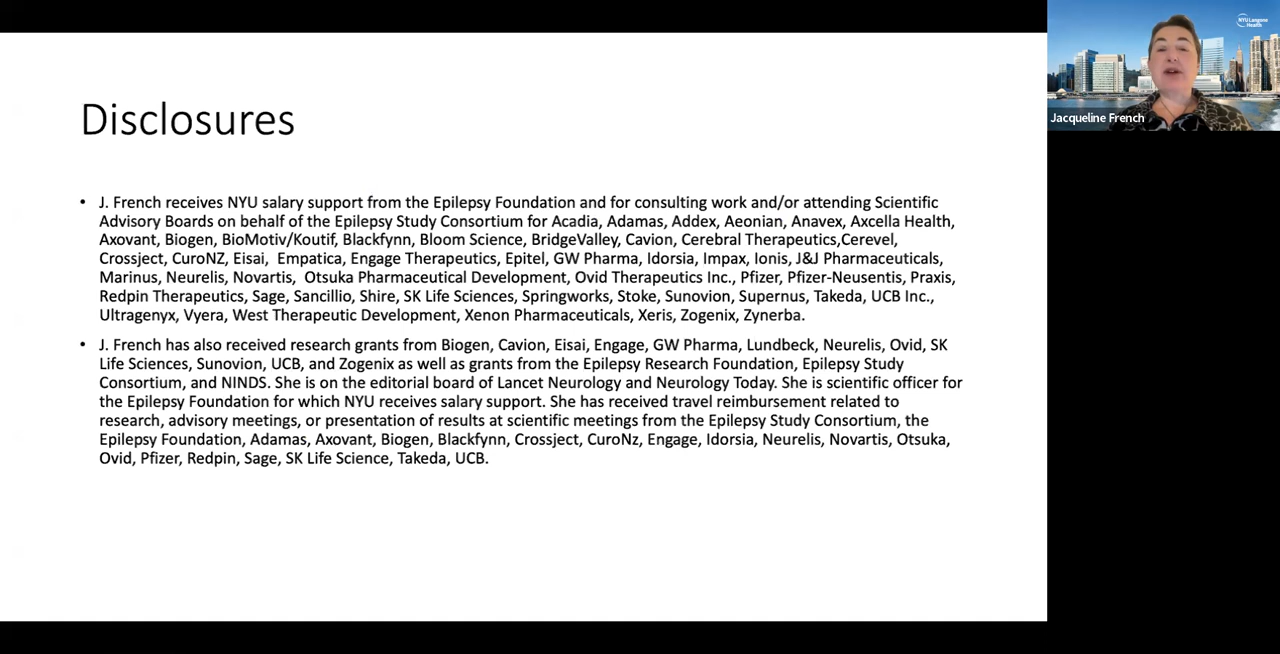 Disclosures
• J. French receives NYU salary support from the Epilepsy Foundation and for consulting work and/or attending Scientific
Advisory Boards on behalf of the Epilepsy Study Consortium for Acadia, Adamas, Addex, Aeonian, Anavex, Axcella Health,
Axovant, Biogen, BioMotiv/Koutif, Blackfynn, Bloom Science, BridgeValley, Cavion, Cerebral Therapeutics,Cerevel,
Crossject, CuroNZ, Eisai,  Empatica, Engage Therapeutics, Epitel, GW Pharma, Idorsia, Impax, Ionis, J&J Pharmaceuticals,
Marinus, Neurelis, Novartis,  Otsuka Pharmaceutical Development, Ovid Therapeutics Inc., Pfizer, Pfizer-Neusentis, Praxis,
Redpin Therapeutics, Sage, Sancillio, Shire, SK Life Sciences, Springworks, Stoke, Sunovion, Supernus, Takeda, UCB Inc.,
Ultragenyx, Vyera, West Therapeutic Development, Xenon Pharmaceuticals, Xeris, Zogenix, Zynerba.
• J. French has also received research grants from Biogen, Cavion, Eisai, Engage, GW Pharma, Lundbeck, Neurelis, Ovid, SK
Life Sciences, Sunovion, UCB, and Zogenix as well as grants from the Epilepsy Research Foundation, Epilepsy Study
Consortium, and NINDS. She is on the editorial board of Lancet Neurology and Neurology Today. She is scientific officer for
the Epilepsy Foundation for which NYU receives salary support. She has received travel reimbursement related to
research, advisory meetings, or presentation of results at scientific meetings from the Epilepsy Study Consortium, the
Epilepsy Foundation, Adamas, Axovant, Biogen, Blackfynn, Crossject, CuroNz, Engage, Idorsia, Neurelis, Novartis, Otsuka,
Ovid, Pfizer, Redpin, Sage, SK Life Science, Takeda, UCB.
NYU Langone
Health
Jacqueline French